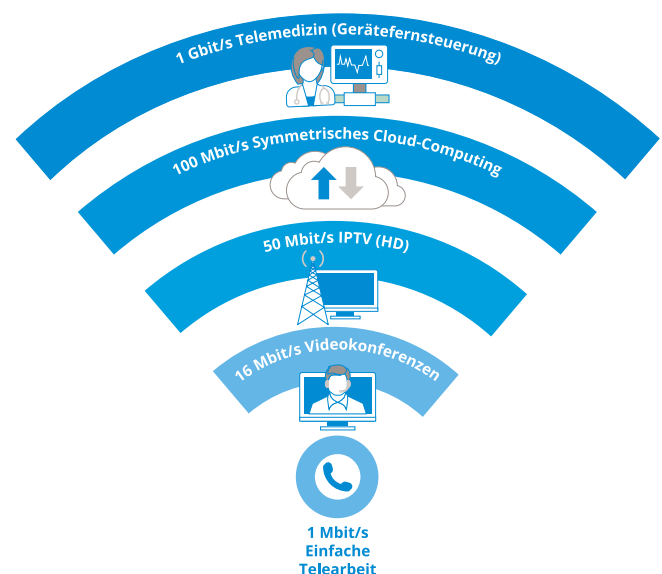 1 Gbit/s Telemedizin (Gerätefernsteuerung)
100 Mbit/s Symmetrisches Cloud-Computing
50 Mbit/s IPTV (HD)
16 Mbit/s Videokonferenzen
1 Mbit/s
Einfache
Telearbeit